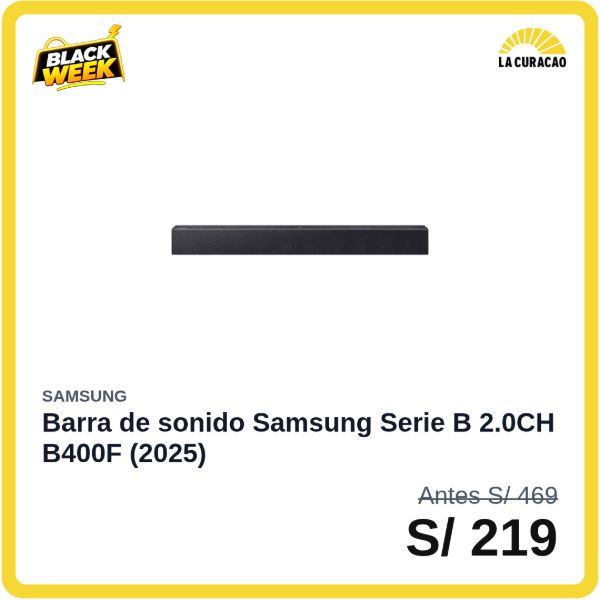 BLACK
WEEK
LA CURACAO
SAMSUNG
Barra de sonido Samsung Serie B 2.0CH
B400F (2025)
Antes S/ 469
S/ 219